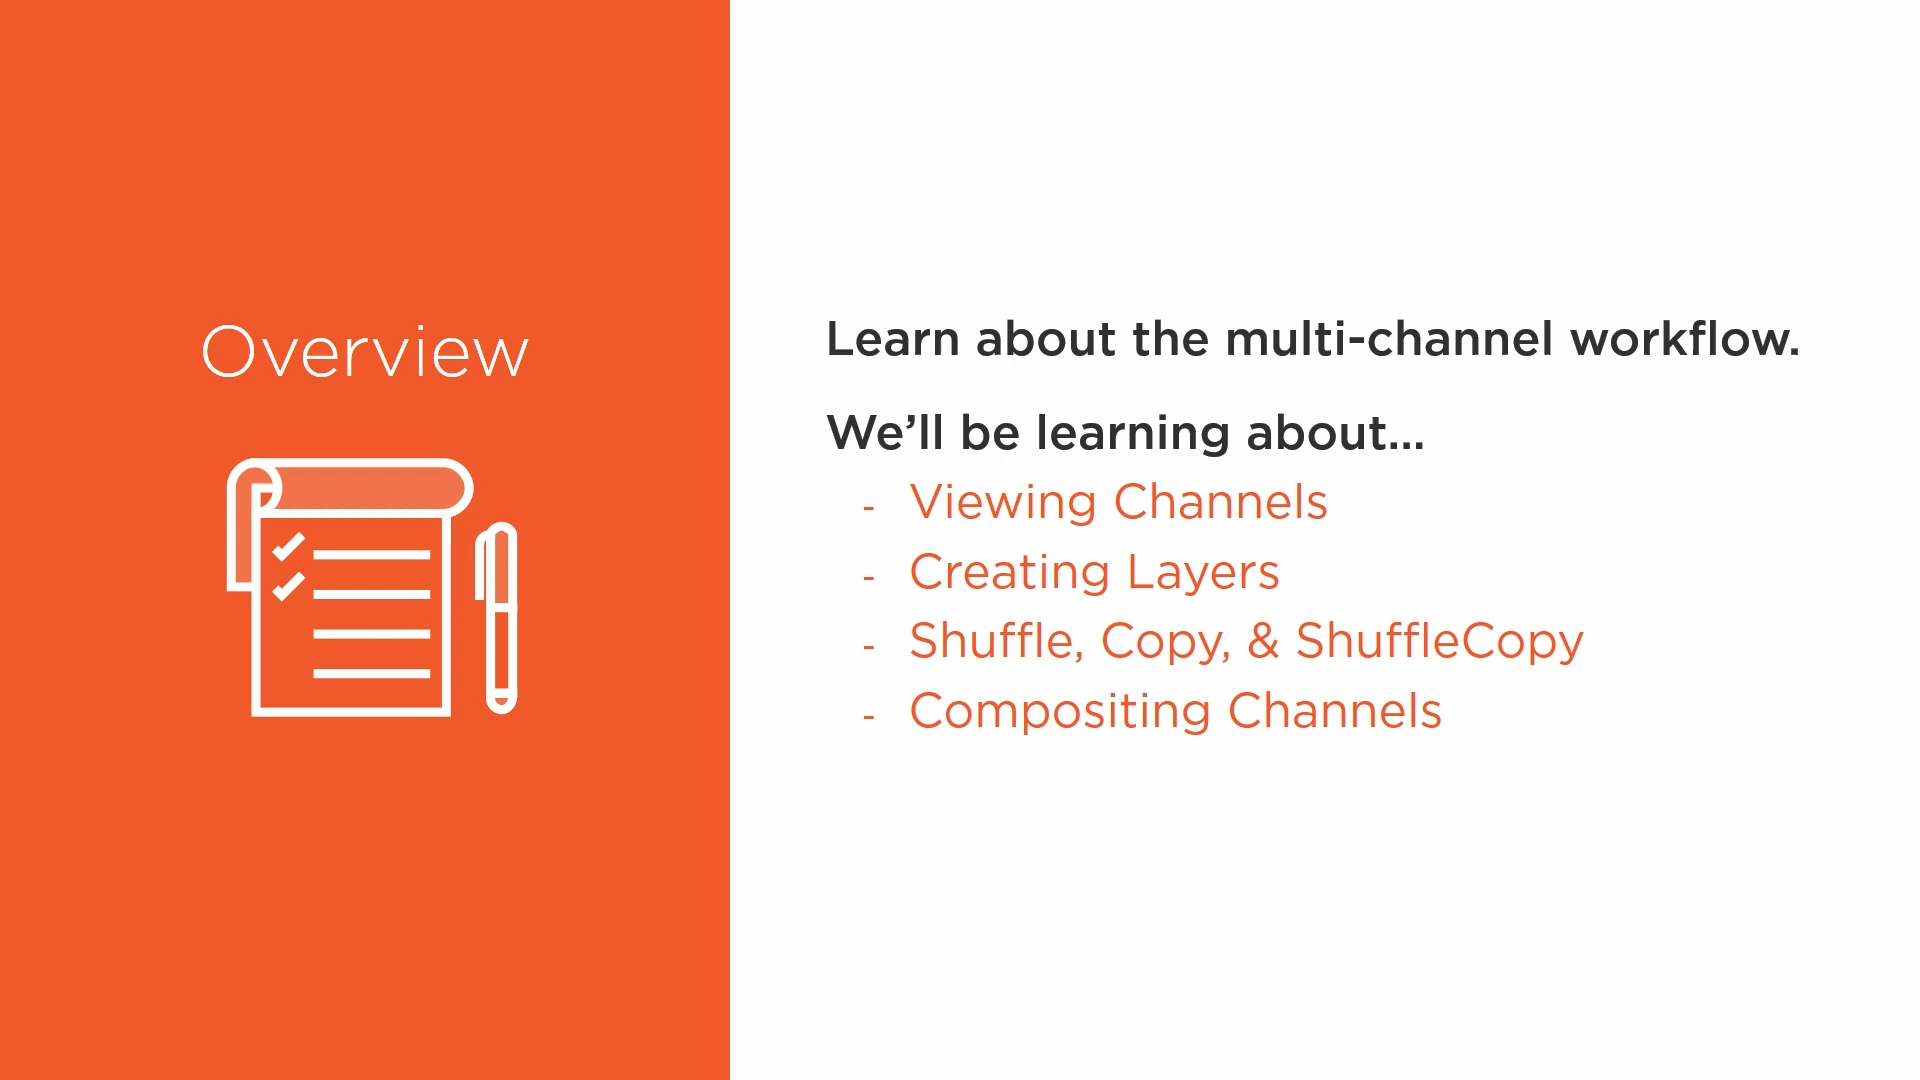 Overview
Learn about the multi-channel workflow.
We’ll be learning about...
- Viewing Channels
- Creating Layers
- Shuffle, Copy, & ShuffleCopy
- Compositing Channels